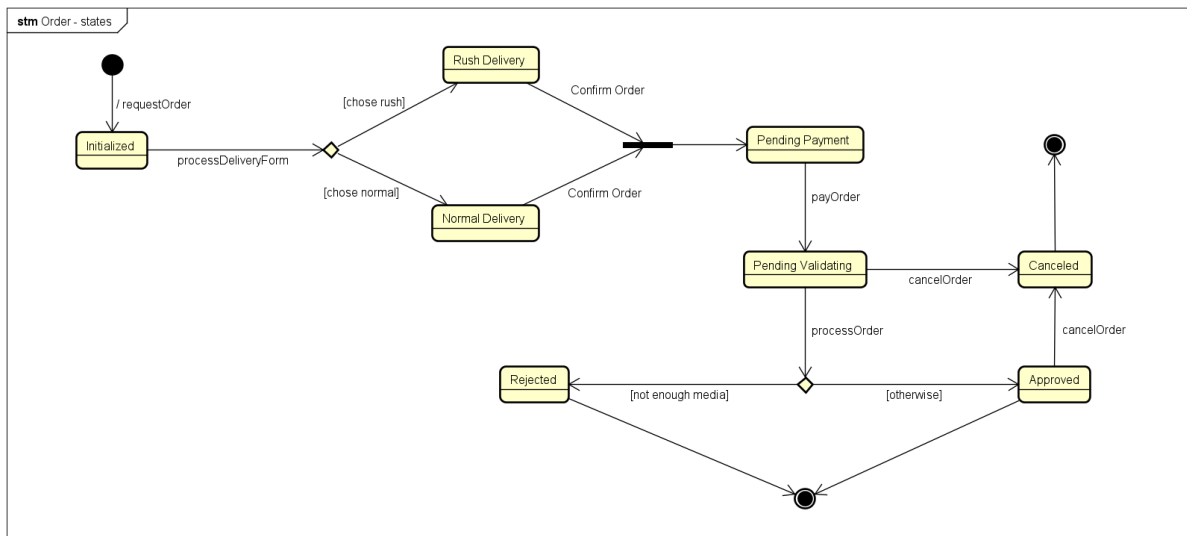 stm Order - states
Rush Delivery
/ requestOrder
[chose rush]
Confirm Order
Initialized
processDeliveryForm
Pending Payment
[chose normal]
Confirm Order
payOrder
Normal Delivery
Pending Validating
cancelOrder
Canceled
processOrder
cancelOrder
Rejected
[not enough media]
[otherwise]
Approved